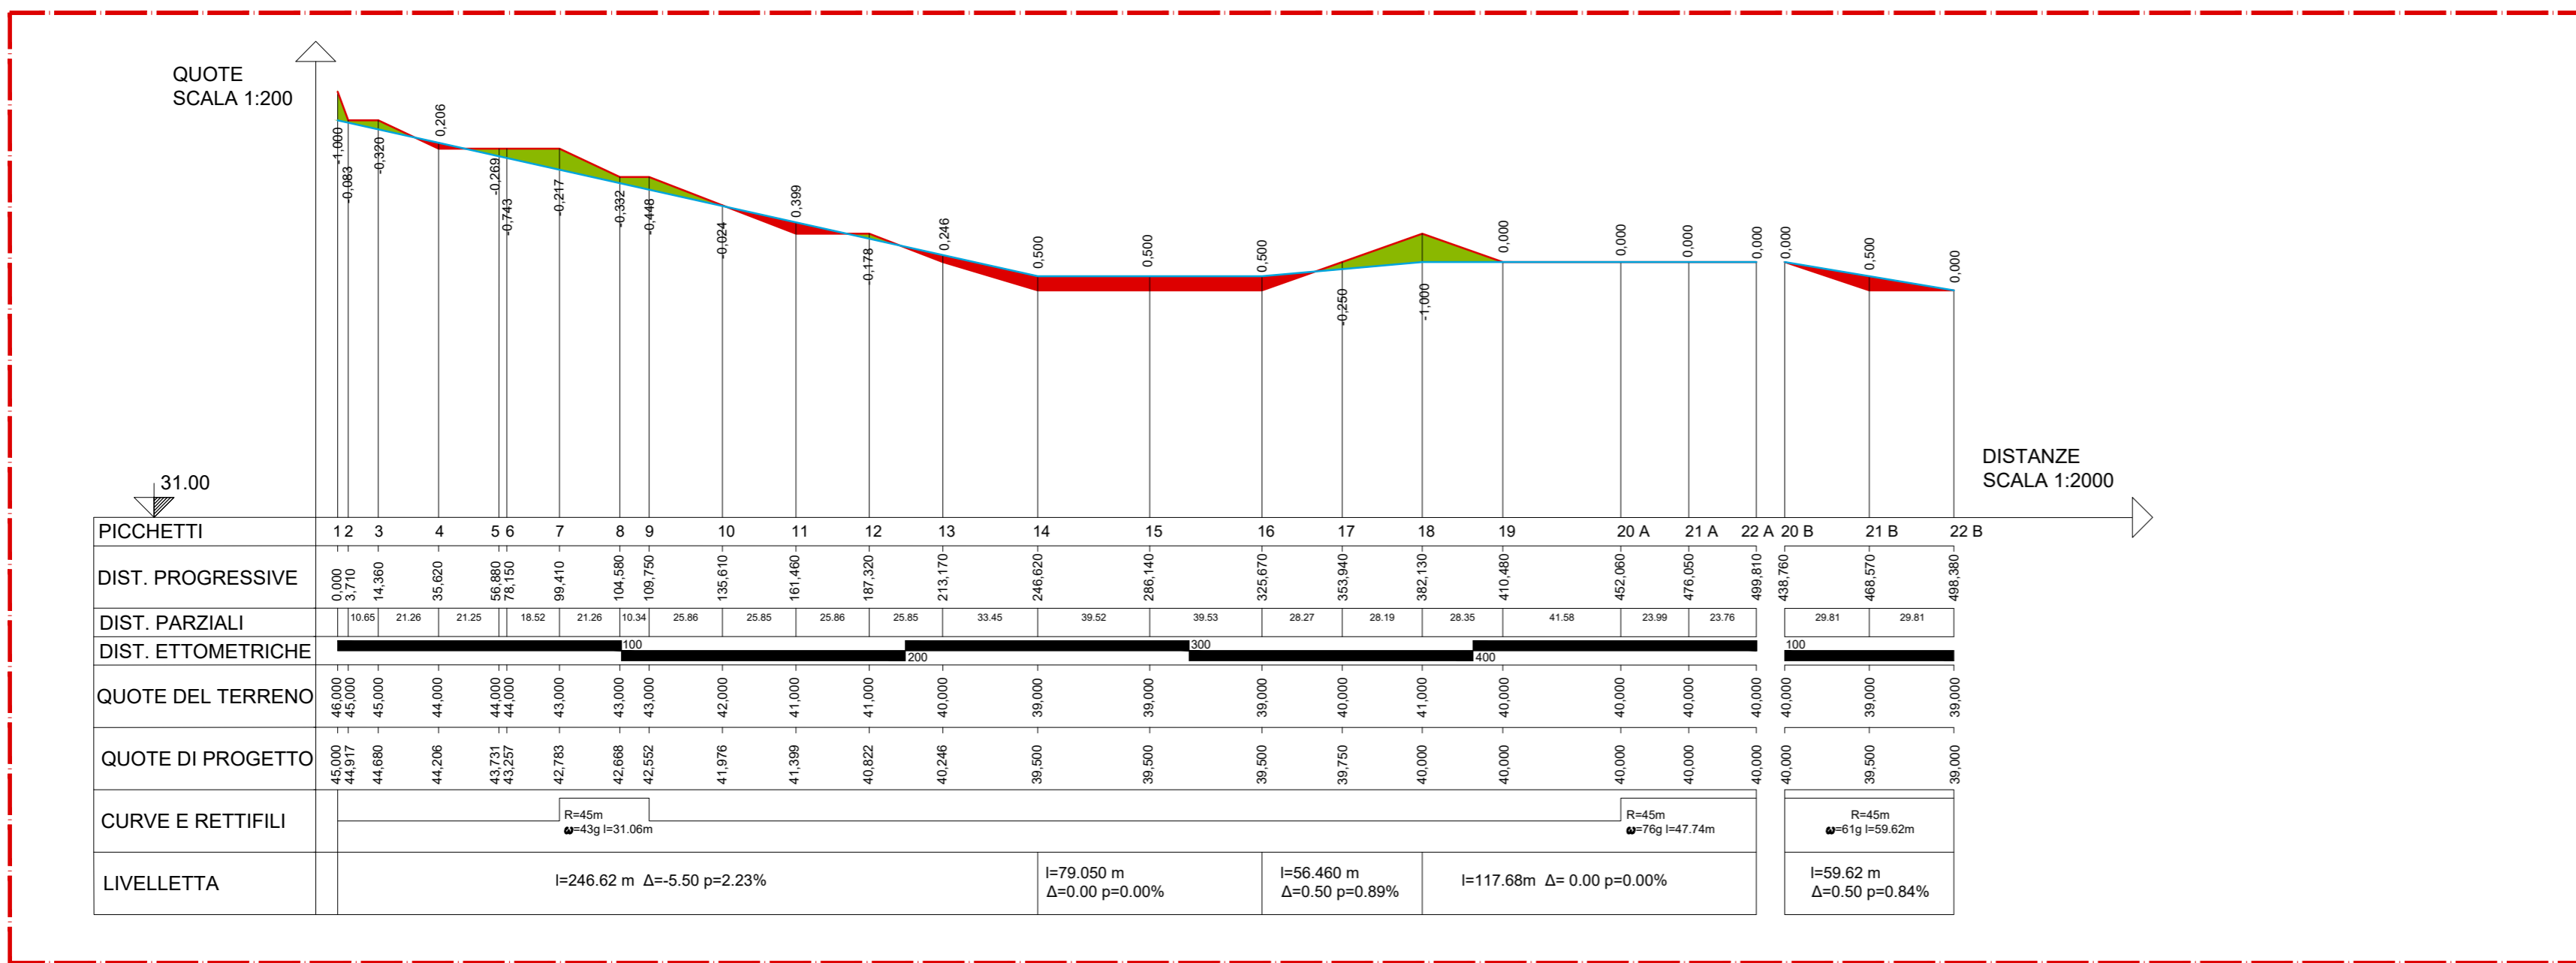 QUOTE
SCALA 1:200
-1,000
-0,083
-0,320
0,206
-0,269
-0,743
-0,217
-0,332
-0,448
-0,024
0,399
-0,178
0,246
0,500
0,500
0,500
-0,250
-1,000
0,000
0,000
0,000
0,000
0,000
0,500
0,000
DISTANZE
SCALA 1:2000
31.00
PICCHETTI 1 2 3 4 5 6 7 8 9 10 11 12 13 14 15 16 17 18 19 20 A 21 A 22 A 20 B 21 B 22 B
DIST. PROGRESSIVE 0,000 3,710 14,360 35,620 56,880 78,150 99,410 104,580 109,750 135,610 161,460 187,320 213,170 246,620 286,140 325,670 353,940 382,130 410,480 452,060 476,050 499,810 438,760 468,570 498,380
DIST. PARZIALI 10.65 21.26 21.25 18.52 21.26 10.34 25.86 25.85 25.86 25.85 33.45 39.52 39.53 28.27 28.19 28.35 41.58 23.99 23.76 29.81 29.81
DIST. ETTOMETRICHE 100 200 300 400 100
QUOTE DEL TERRENO 46,000 45,000 45,000 44,000 44,000 44,000 43,000 43,000 43,000 42,000 41,000 41,000 40,000 39,000 39,000 39,000 40,000 41,000 40,000 40,000 40,000 40,000 40,000 39,000 39,000
QUOTE DI PROGETTO 45,000 44,917 44,680 44,206 43,731 43,257 42,783 42,668 42,552 41,976 41,399 40,822 40,246 39,500 39,500 39,500 39,750 40,000 40,000 40,000 40,000 40,000 40,000 39,500 39,000
CURVE E RETTIFILI
R=45m
ω=43g l=31.06m
R=45m
ω=76g l=47.74m
R=45m
ω=61g l=59.62m
LIVELLETTA
l=246.62 m Δ=-5.50 p=2.23%
l=79.050 m
Δ=0.00 p=0.00%
l=56.460 m
Δ=0.50 p=0.89%
l=117.68m Δ= 0.00 p=0.00%
l=59.62 m
Δ=0.50 p=0.84%